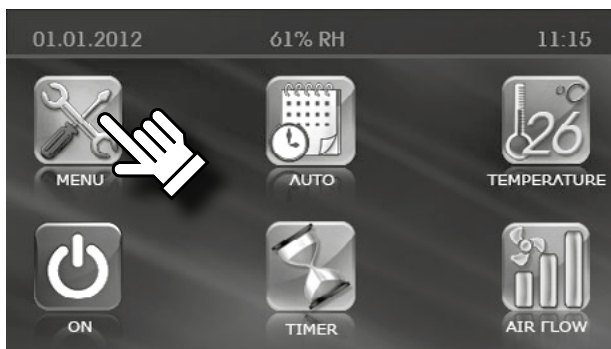 01.01.2012 61% RH 11:15
°C
26
MENU AUTO TEMPERATURE
ON TIMER AIR FLOW